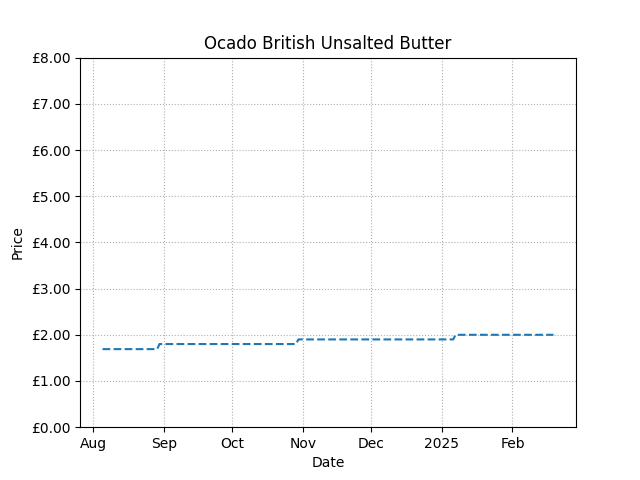 Ocado British Unsalted Butter
£8.00
£7.00
£6.00
£5.00
£4.00
£3.00
£2.00
£1.00
£0.00
Price
Aug Sep Oct Nov Dec 2025 Feb
Date